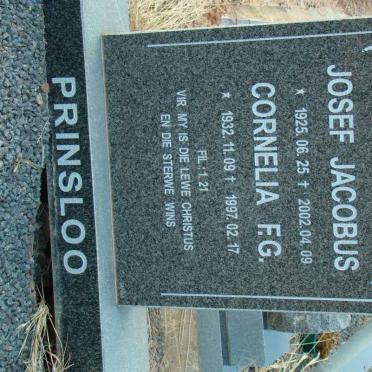 JOSEF JACOBUS
* 1925.06.25 † 2002.04.09
CORNELIA F.G.
* 1932.11.09 † 1997.02.17
FIL. 1:21
VIR MY IS DIE LEWE CHRISTUS
EN DIE STERWE WINS
PRINSLOO